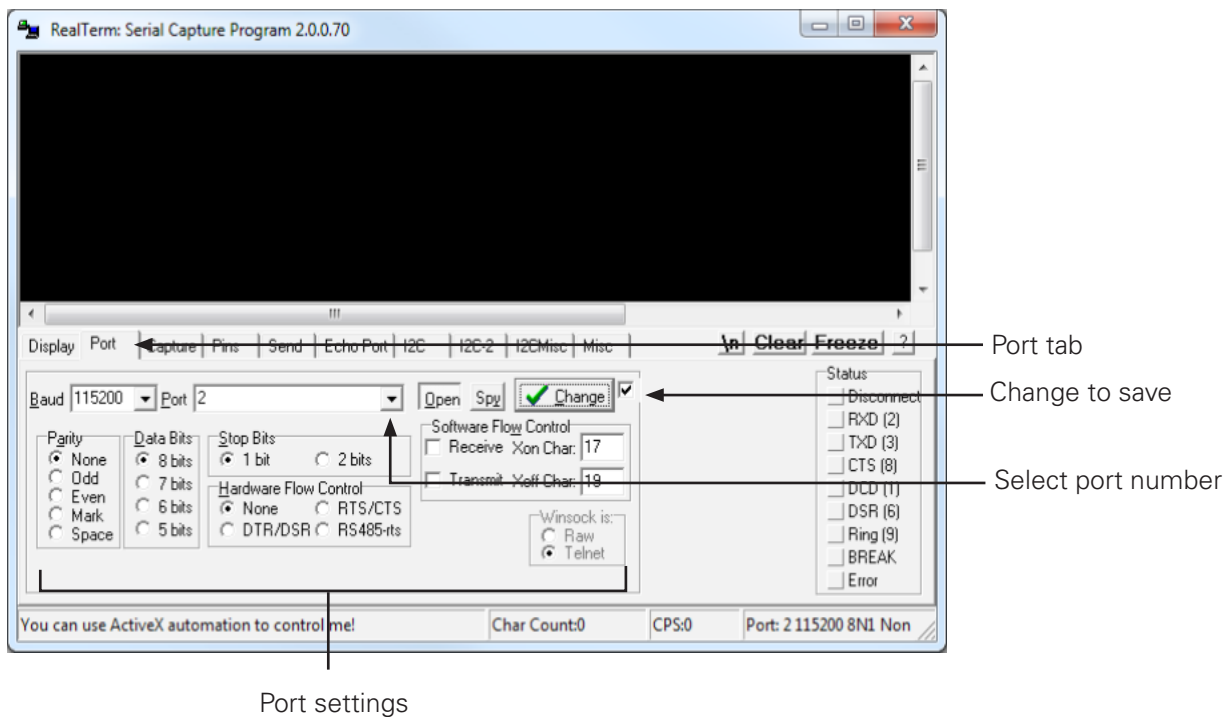 RealTerm: Serial Capture Program 2.0.0.70
Display Port Capture Pins Send Echo Port I2C I2C-2 I2CMisc Misc \n Clear Freeze ?
Port tab
Baud 115200 Port 2 Open Spy Change
Change to save
Parity
None
Odd
Even
Mark
Space
Data Bits
8 bits
7 bits
6 bits
5 bits
Stop Bits
1 bit 2 bits
Hardware Flow Control
None RTS/CTS
DTR/DSR RS485-rts
Software Flow Control
Receive Xon Char: 17
Transmit Xoff Char: 19
Winsock is:
Raw
Telnet
Status
Disconnect
RXD (2)
TXD (3)
CTS (8)
DCD (1)
DSR (6)
Ring (9)
BREAK
Error
Select port number
You can use ActiveX automation to control me! Char Count:0 CPS:0 Port: 2 115200 8N1 Non
Port settings